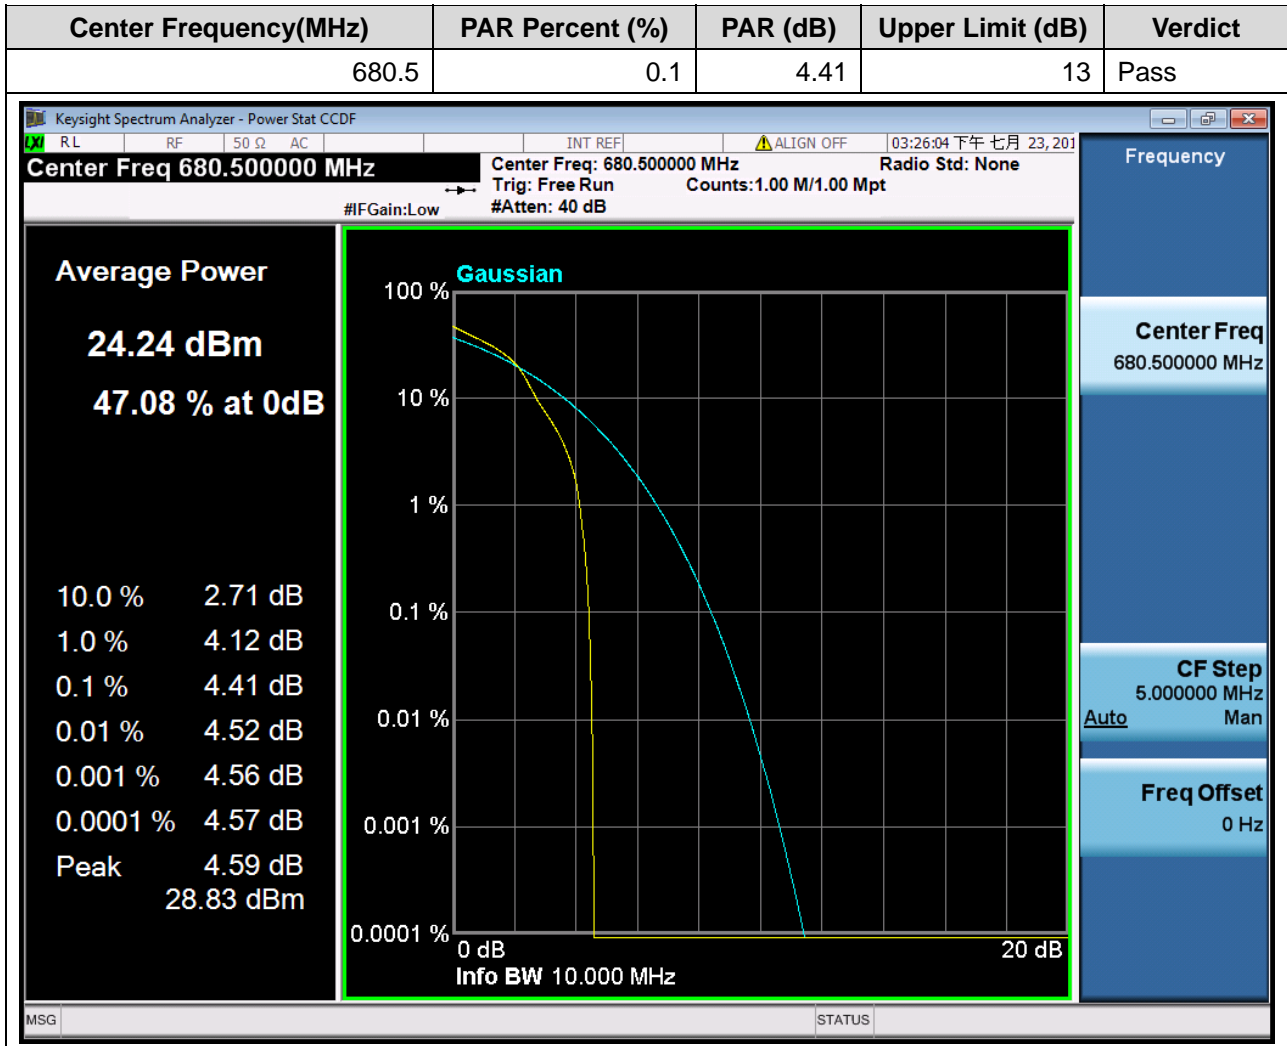 Center Frequency(MHz) PAR Percent (%) PAR (dB) Upper Limit (dB) Verdict
680.5 0.1 4.41 13 Pass
Keysight Spectrum Analyzer - Power Stat CCDF
LXI RL RF 50 Ω AC INT REF ALIGN OFF 03:26:04 下午 七月 23, 201
Center Freq 680.500000 MHz
Center Freq: 680.500000 MHz Radio Std: None
Trig: Free Run Counts:1.00 M/1.00 Mpt
#IFGain:Low #Atten: 40 dB
Average Power
24.24 dBm
47.08 % at 0dB
10.0 % 2.71 dB
1.0 % 4.12 dB
0.1 % 4.41 dB
0.01 % 4.52 dB
0.001 % 4.56 dB
0.0001 % 4.57 dB
Peak 4.59 dB
28.83 dBm
Gaussian
100 %
10 %
1 %
0.1 %
0.01 %
0.001 %
0.0001 %
0 dB 20 dB
Info BW 10.000 MHz
Frequency
Center Freq
680.500000 MHz
CF Step
5.000000 MHz
Auto Man
Freq Offset
0 Hz
MSG STATUS